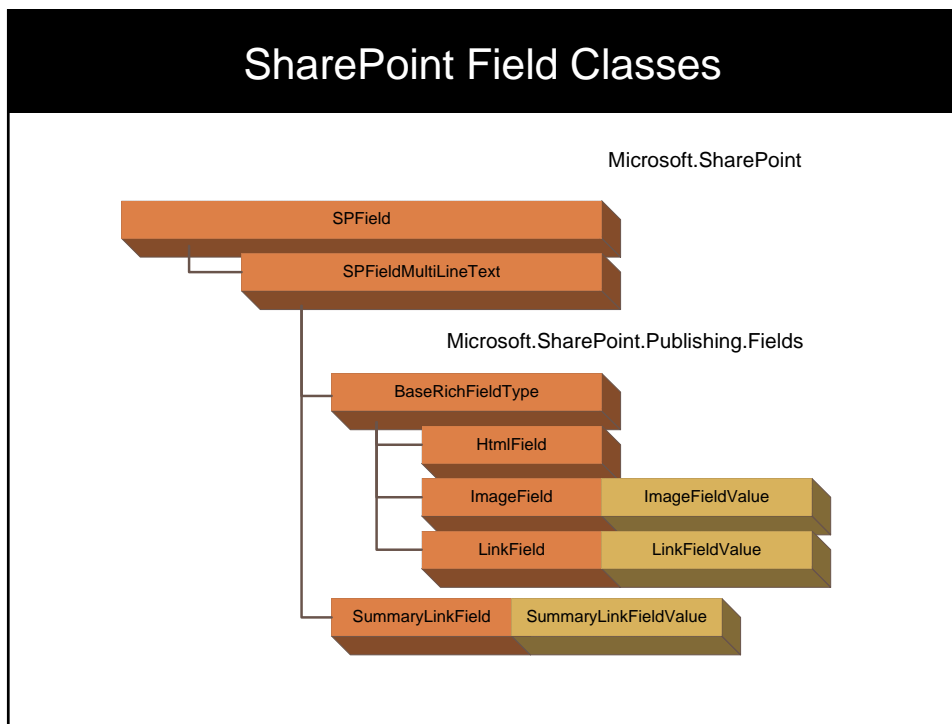 SharePoint Field Classes
Microsoft.SharePoint
SPField
SPFieldMultiLineText
Microsoft.SharePoint.Publishing.Fields
BaseRichFieldType
HtmlField
ImageField
ImageFieldValue
LinkField
LinkFieldValue
SummaryLinkField
SummaryLinkFieldValue